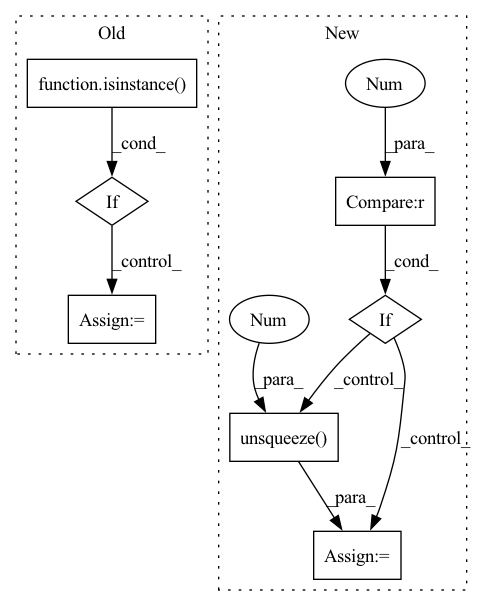 Old
New
function.isinstance()
Num
_cond_
_para_
If
Compare:r
_control_
_cond_
Assign:=
Num
If
_para_
_control_
unsqueeze()
_control_
_para_
Assign:=